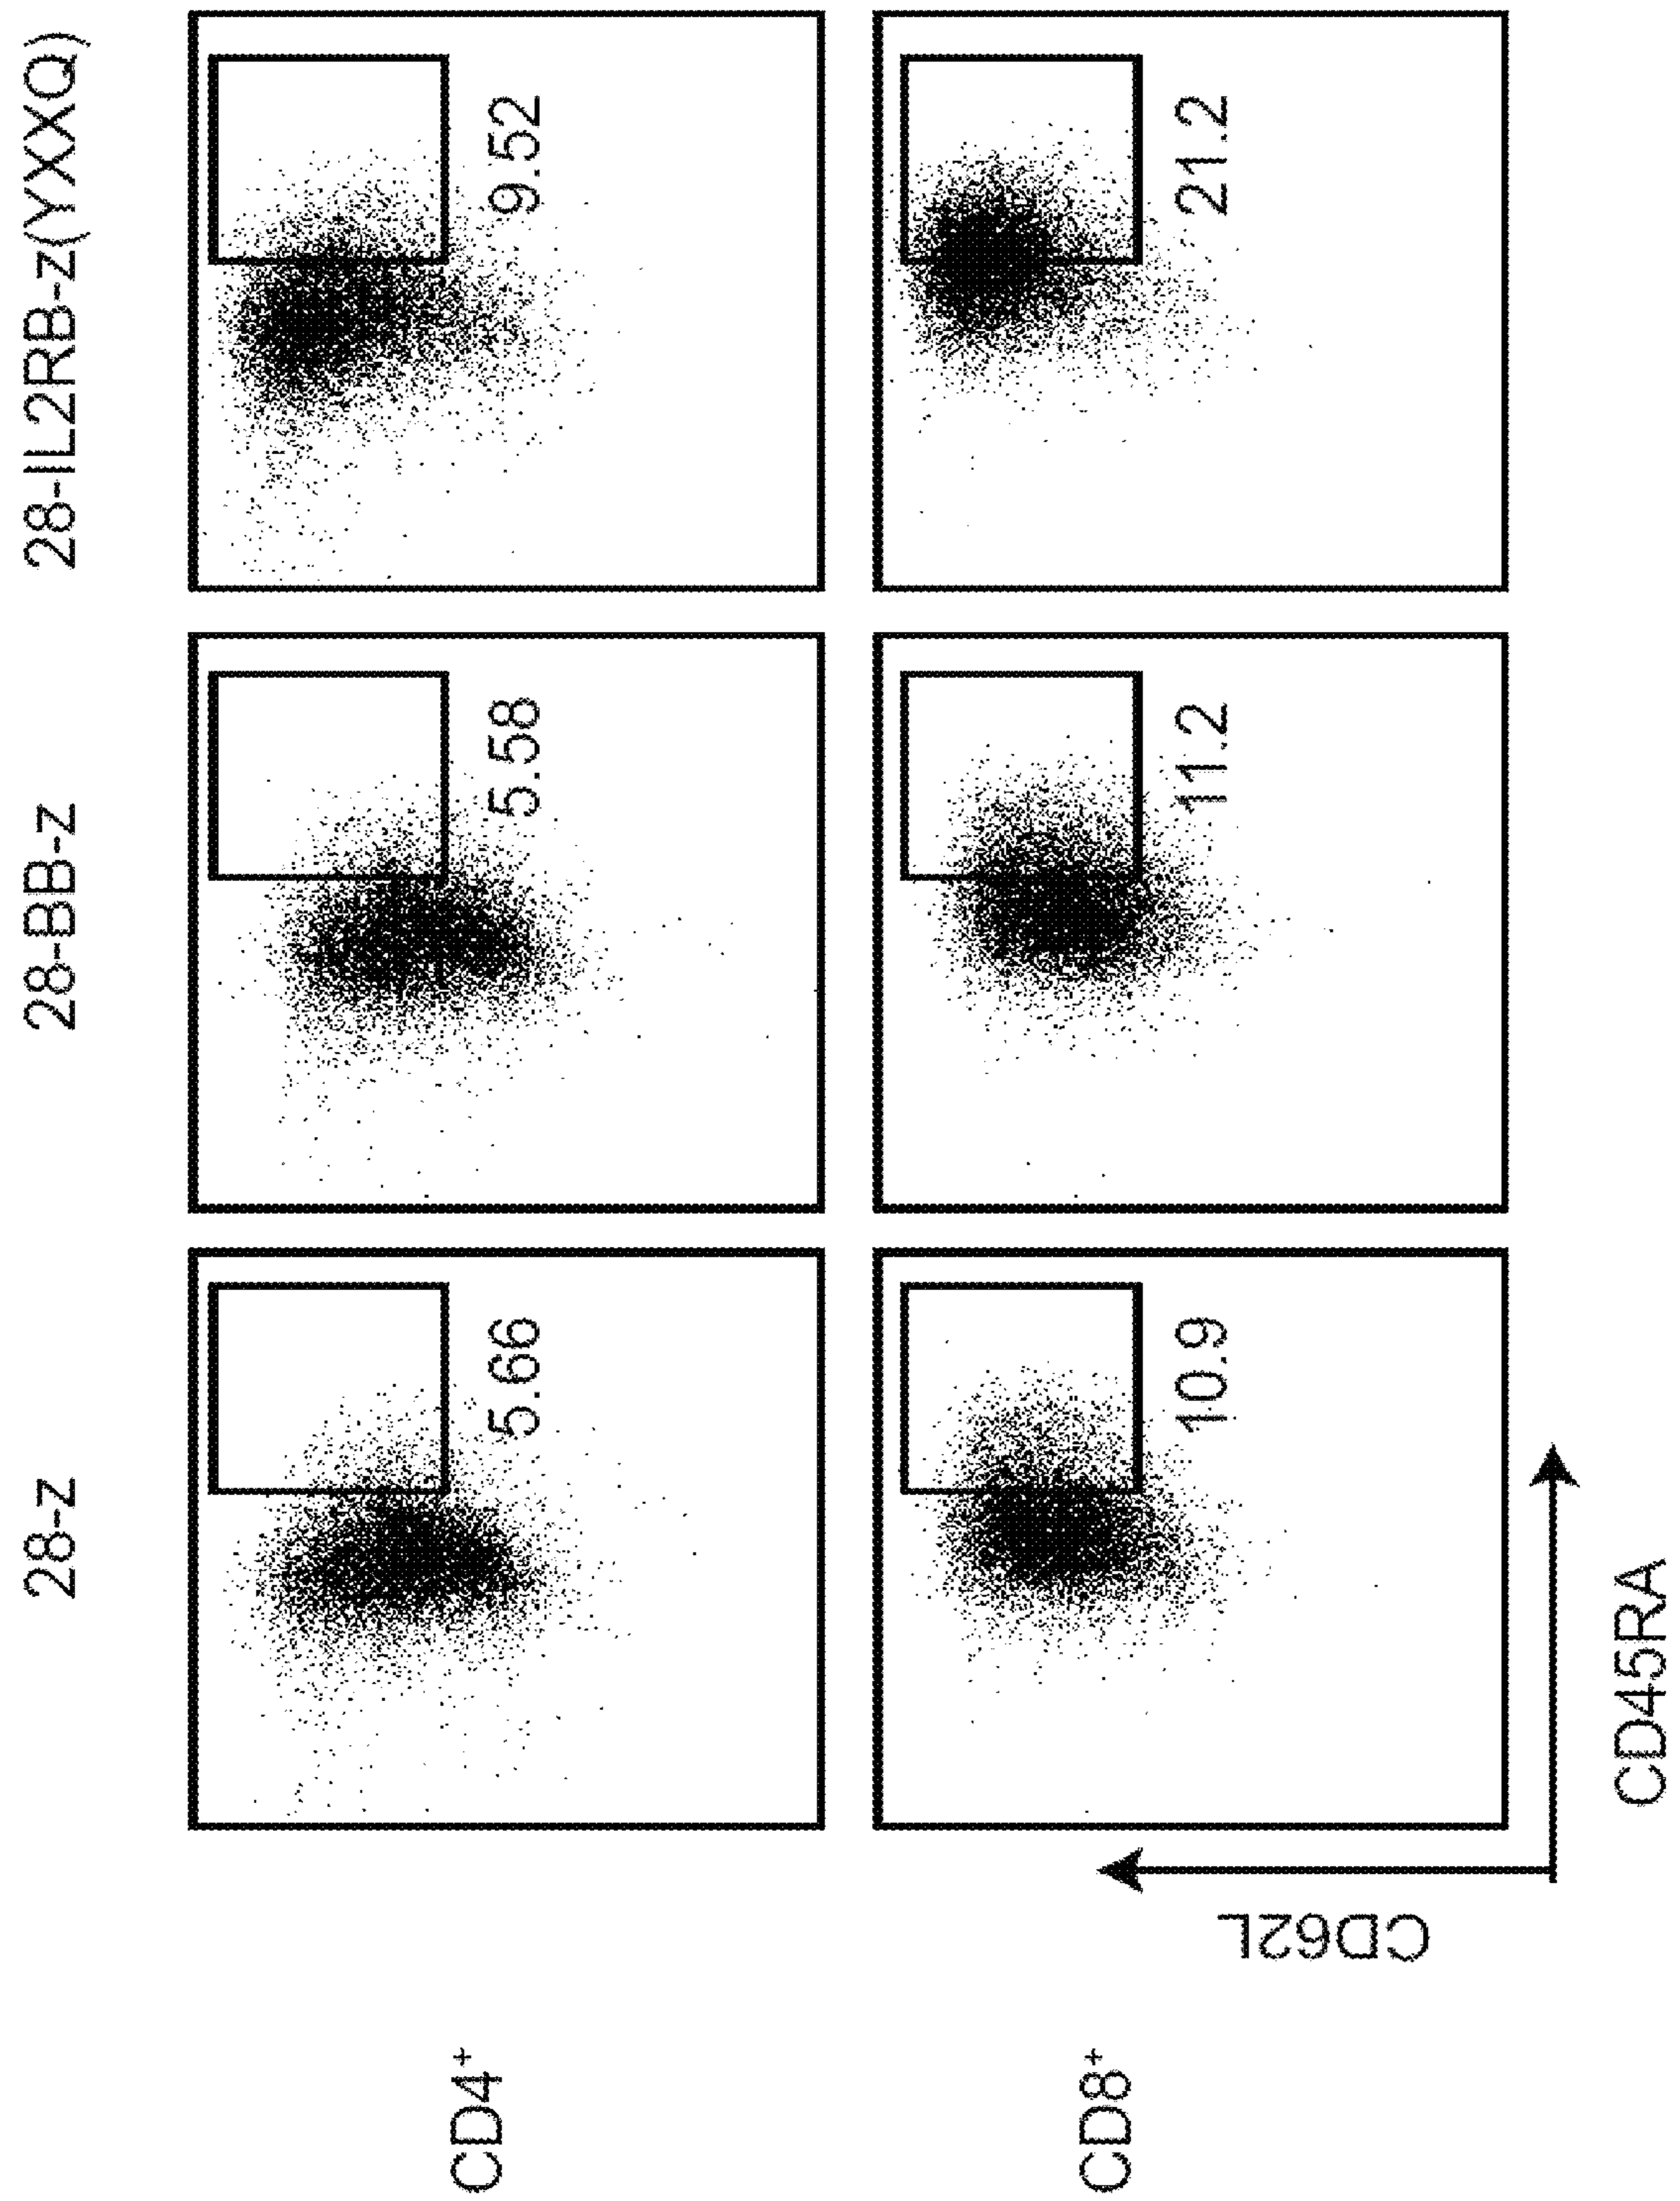 28-z
28-BB-z
28-IL2RB-z(YXXQ)
CD4⁺
5.66
5.58
9.52
CD8⁺
10.9
11.2
21.2
CD62L
CD45RA